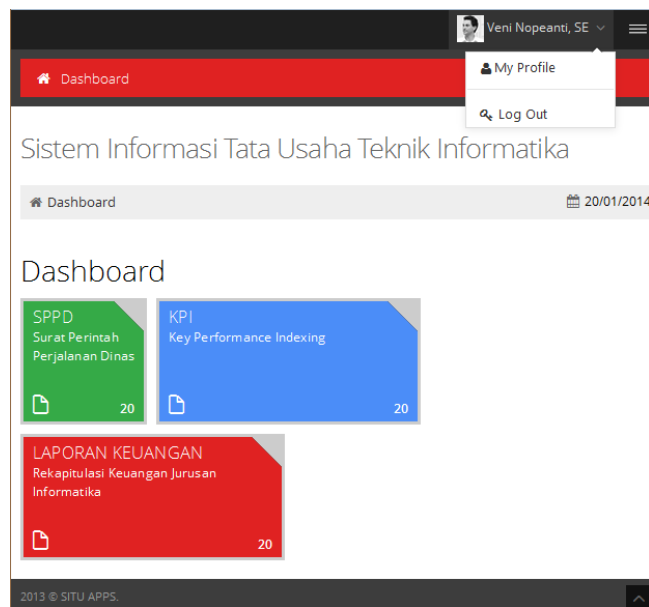 Veni Nopeanti, SE
Dashboard
My Profile
Log Out
Sistem Informasi Tata Usaha Teknik Informatika
Dashboard
20/01/2014
Dashboard
SPPD
Surat Perintah
Perjalanan Dinas
20
KPI
Key Performance Indexing
20
LAPORAN KEUANGAN
Rekapitulasi Keuangan Jurusan
Informatika
20
2013 © SITU APPS.